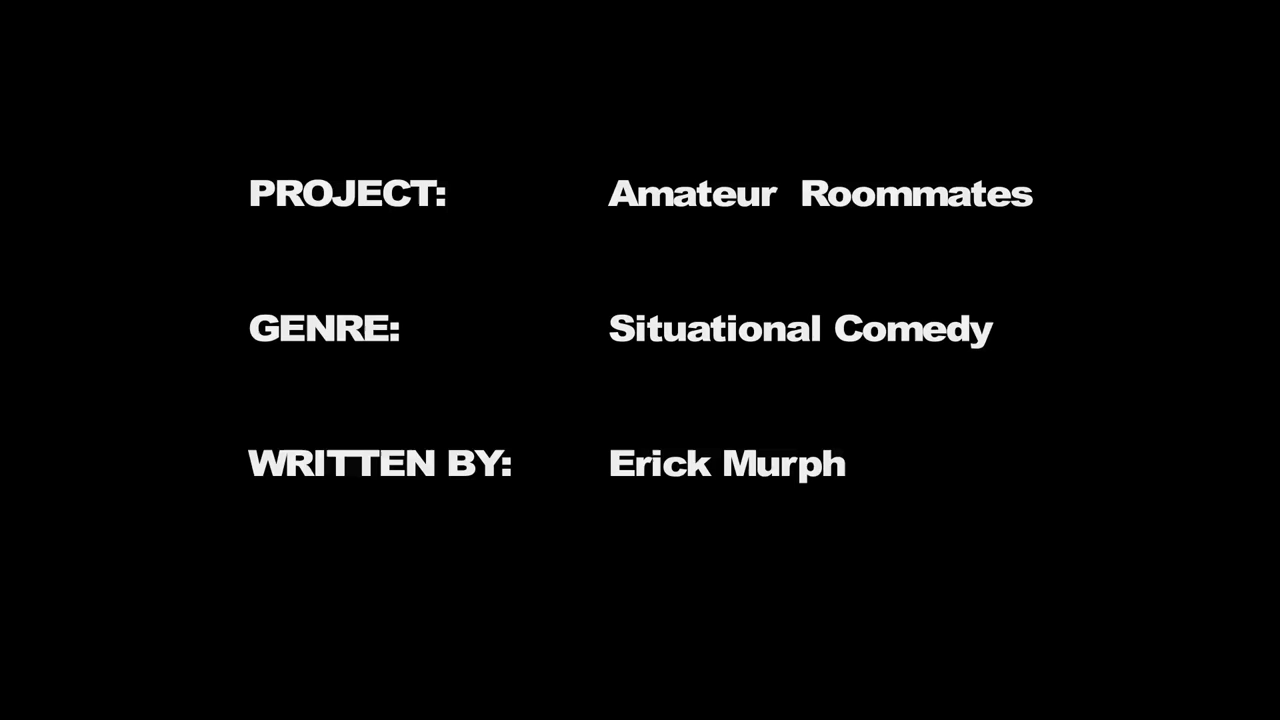 PROJECT: Amateur Roommates
GENRE: Situational Comedy
WRITTEN BY: Erick Murph